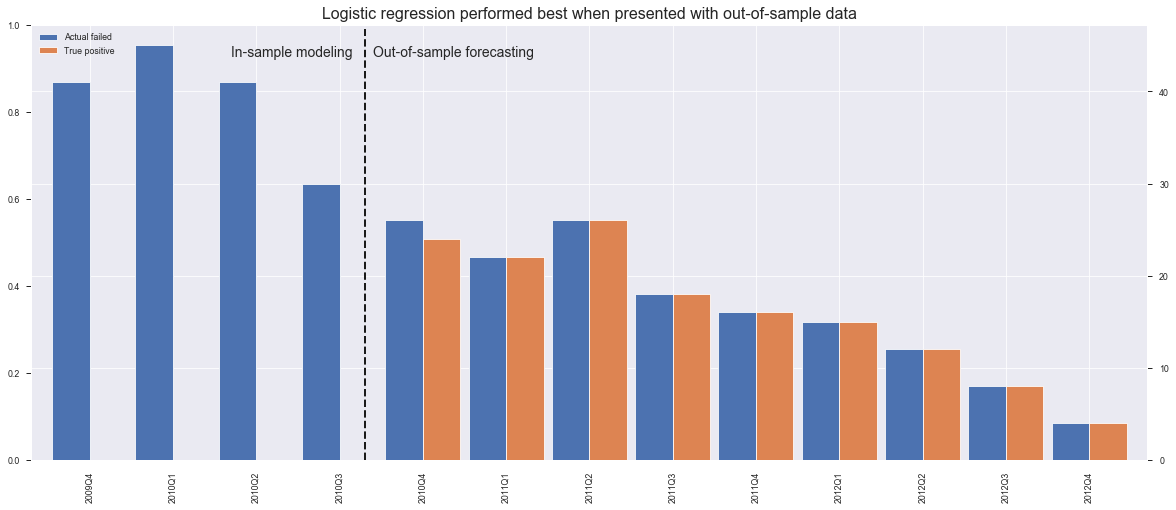 Logistic regression performed best when presented with out-of-sample data
Actual failed
True positive
In-sample modeling
Out-of-sample forecasting
1.0
0.8
0.6
0.4
0.2
0.0
40
30
20
10
0
2009Q4
2010Q1
2010Q2
2010Q3
2010Q4
2011Q1
2011Q2
2011Q3
2011Q4
2012Q1
2012Q2
2012Q3
2012Q4